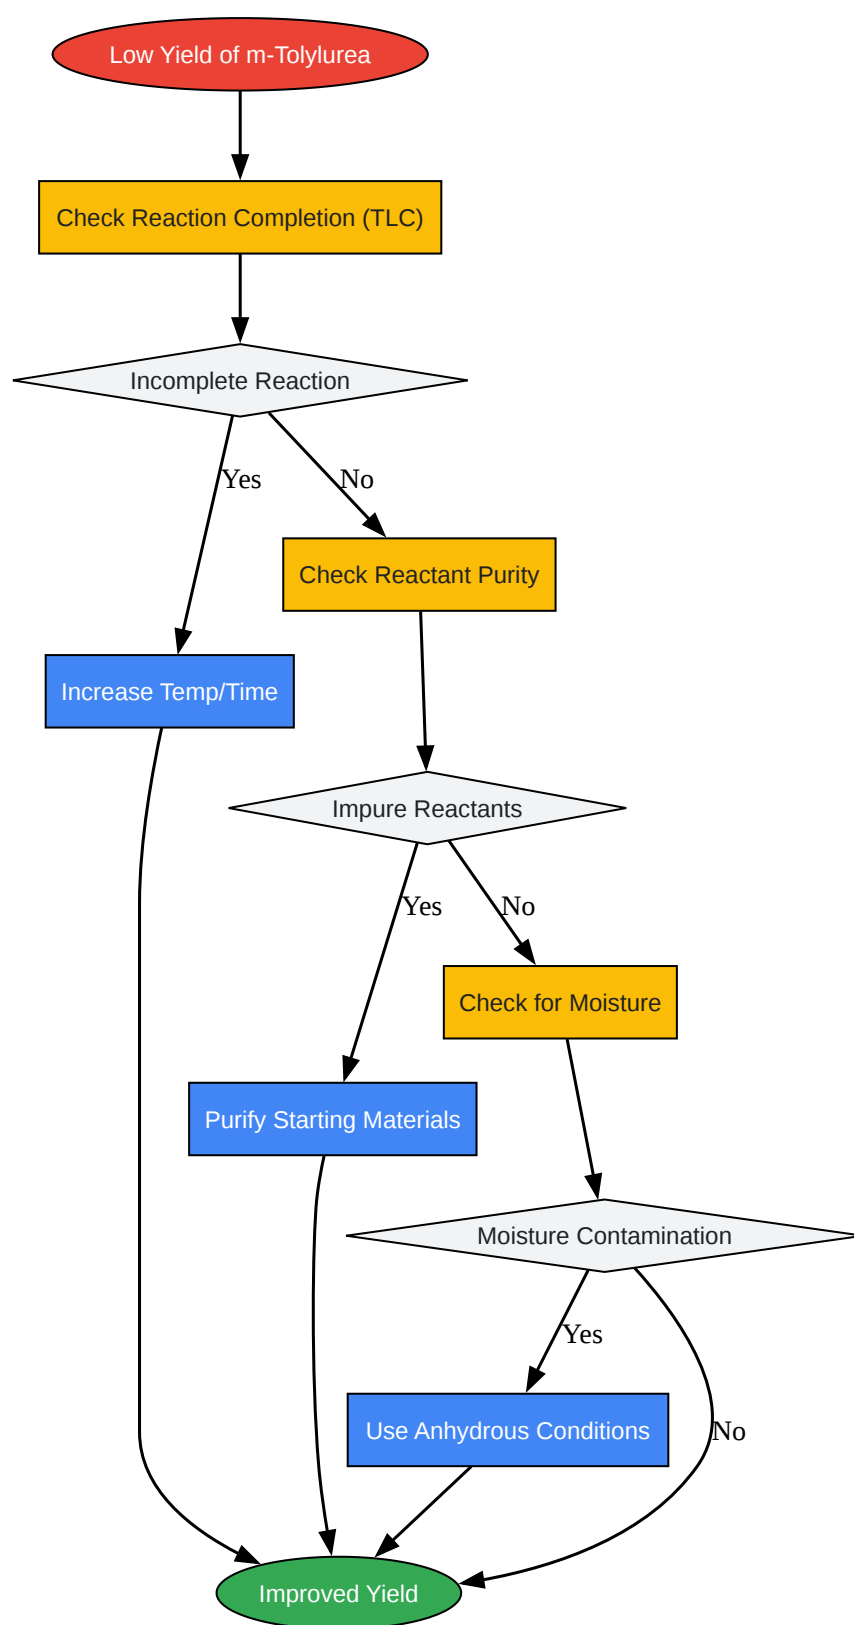 Low Yield of m-Tolylurea
Check Reaction Completion (TLC)
Incomplete Reaction
Yes
No
Check Reactant Purity
Increase Temp/Time
Impure Reactants
Yes
No
Check for Moisture
Purify Starting Materials
Moisture Contamination
Yes
Use Anhydrous Conditions
No
Improved Yield